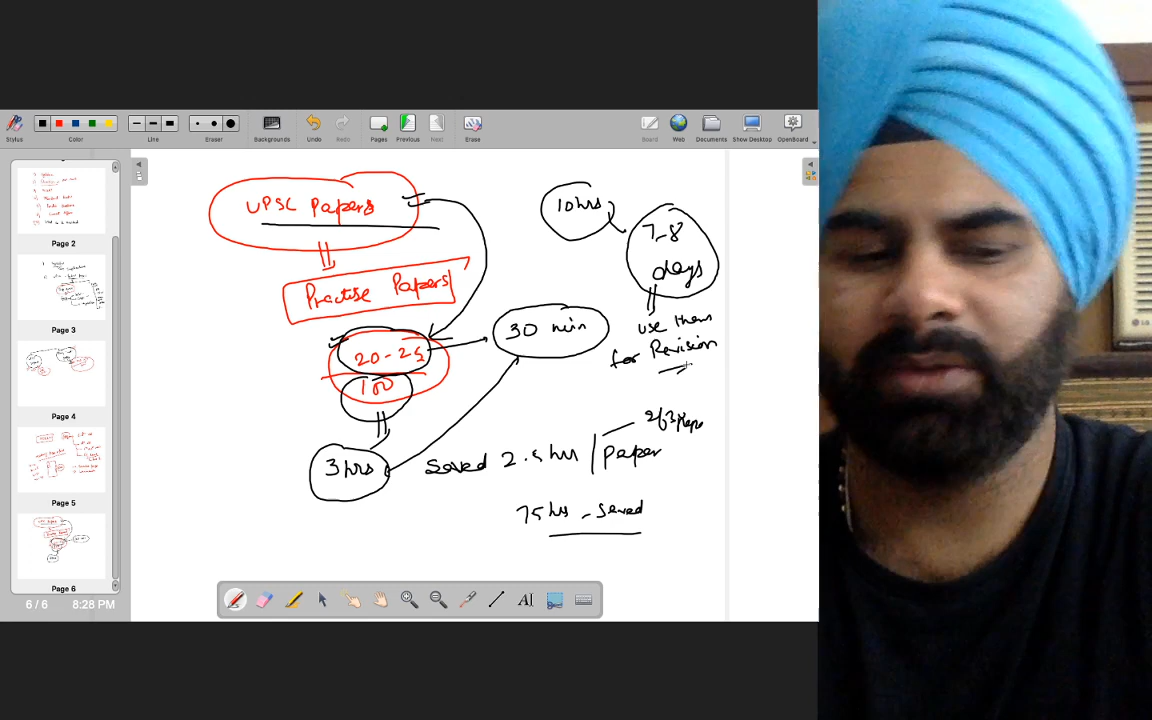 Stylus
Color
Line
Eraser
Backgrounds
Undo
Redo
Pages
Previous
Next
Erase
Board
Web
Documents
Show Desktop
OpenBoard
Page 2
Page 3
Page 4
Page 5
Page 6
6 / 6
8:28 PM
UPSC Papers
Practise Papers
20-25
100
3 hrs
30 min
10 hrs
7-8
days
use them
for Revision
Saved 2.5 hrs / Paper
75 hrs - Saved